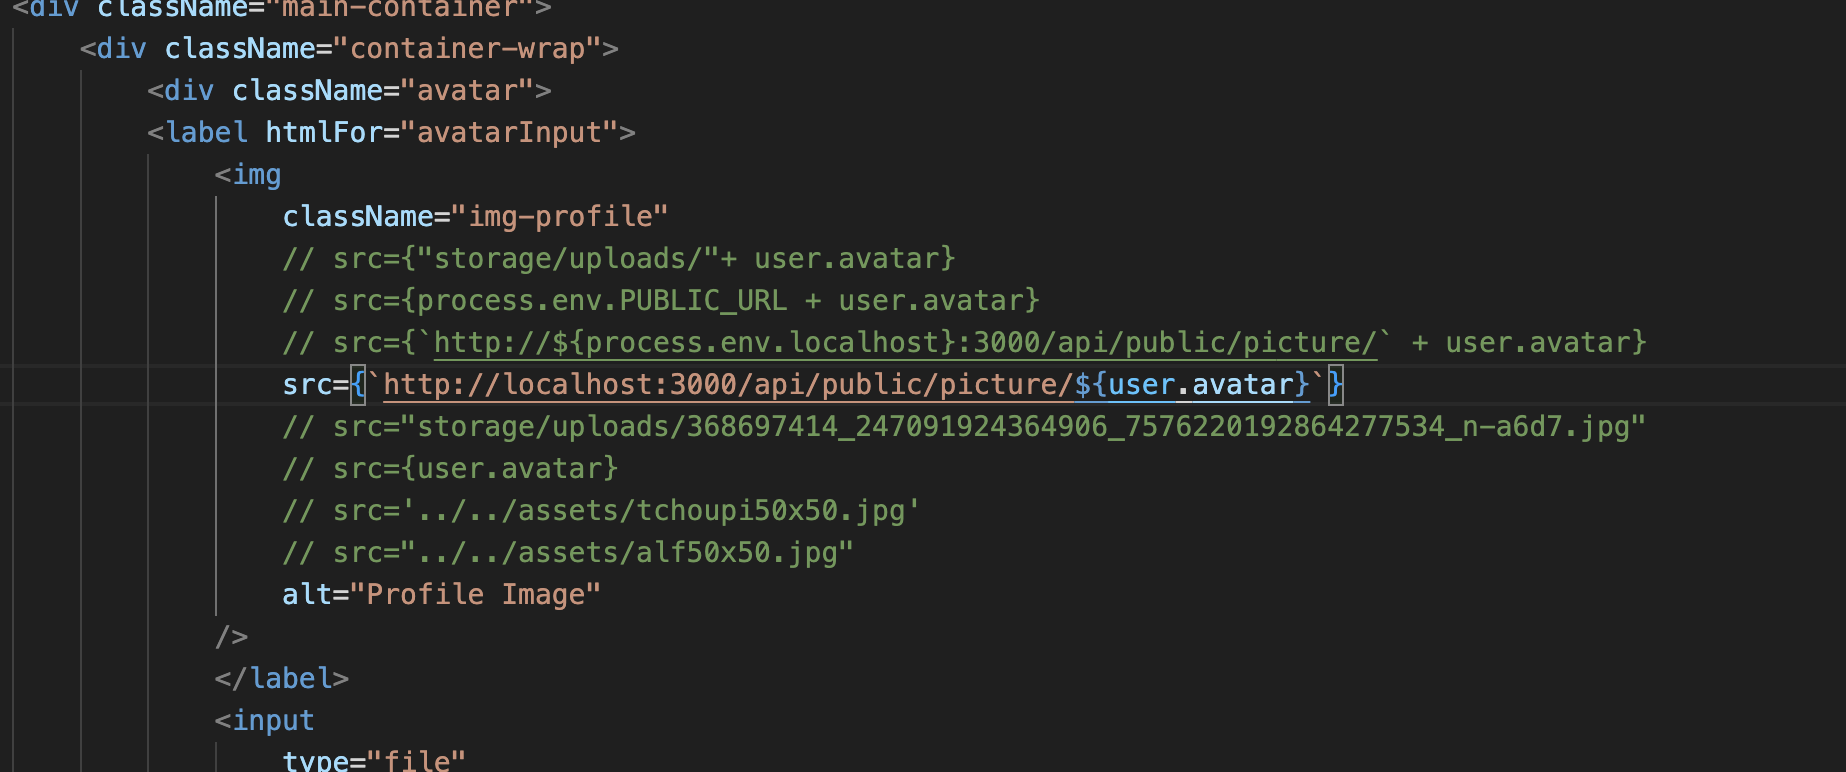 <div className="main-container">
<div className="container-wrap">
<div className="avatar">
<label htmlFor="avatarInput">
<img
className="img-profile"
// src={"storage/uploads/"+ user.avatar}
// src={process.env.PUBLIC_URL + user.avatar}
// src={`http://${process.env.localhost}:3000/api/public/picture/` + user.avatar}
src={`http://localhost:3000/api/public/picture/${user.avatar}`}
// src="storage/uploads/368697414_247091924364906_7576220192864277534_n-a6d7.jpg"
// src={user.avatar}
// src='../../assets/tchoupi50x50.jpg'
// src="../../assets/alf50x50.jpg"
alt="Profile Image"
/>
</label>
<input
type="file"